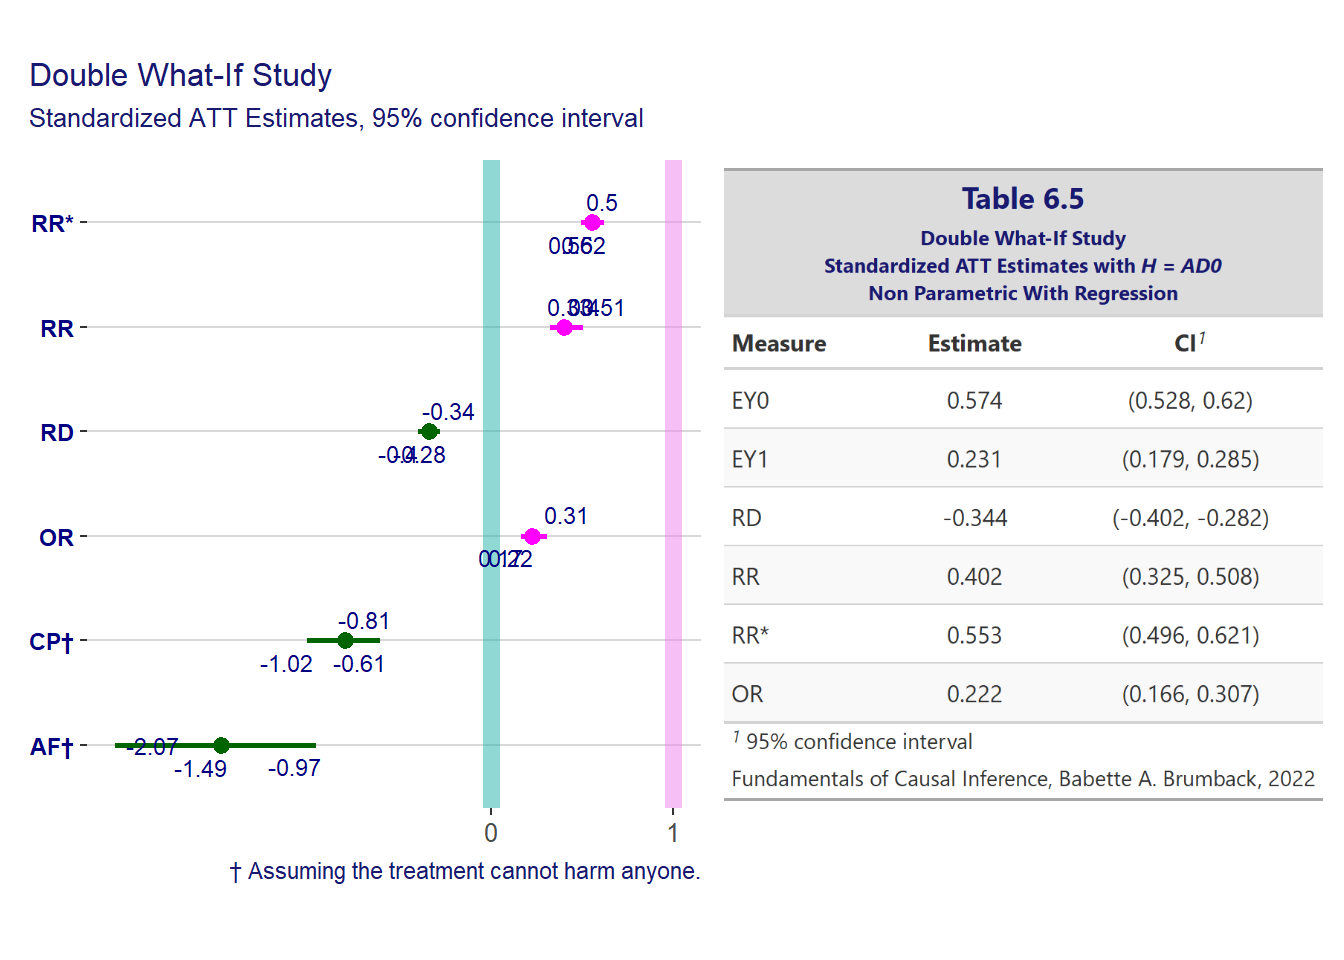 Double What-If Study
Standardized ATT Estimates, 95% confidence interval
RR*
0.5
0.55
0.62
RR
0.33
0.4
0.51
RD
-0.34
-0.4
-0.28
OR
0.31
0.17
0.22
CP†
-0.81
-1.02 -0.61
AF†
-2.07
-1.49 -0.97
0 1
† Assuming the treatment cannot harm anyone.
Table 6.5
Double What-If Study
Standardized ATT Estimates with H = AD0
Non Parametric With Regression
Measure Estimate CI1
EY0 0.574 (0.528, 0.62)
EY1 0.231 (0.179, 0.285)
RD -0.344 (-0.402, -0.282)
RR 0.402 (0.325, 0.508)
RR* 0.553 (0.496, 0.621)
OR 0.222 (0.166, 0.307)
1 95% confidence interval
Fundamentals of Causal Inference, Babette A. Brumback, 2022